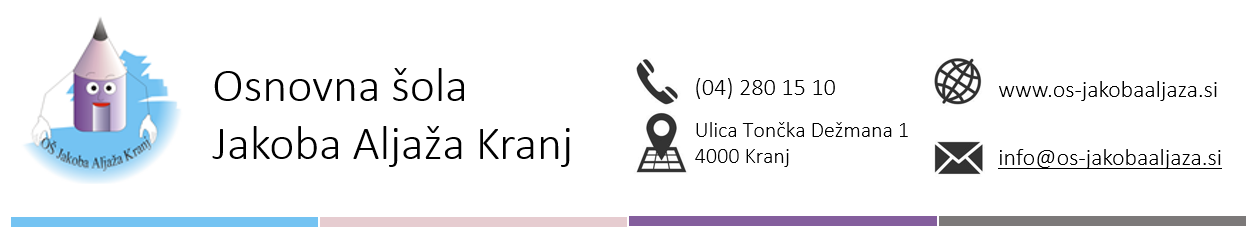 OŠ Jakoba Aljaža Kranj
Osnovna šola
Jakoba Aljaža Kranj
(04) 280 15 10
Ulica Tončka Dežmana 1
4000 Kranj
www.os-jakobaaljaza.si
info@os-jakobaaljaza.si